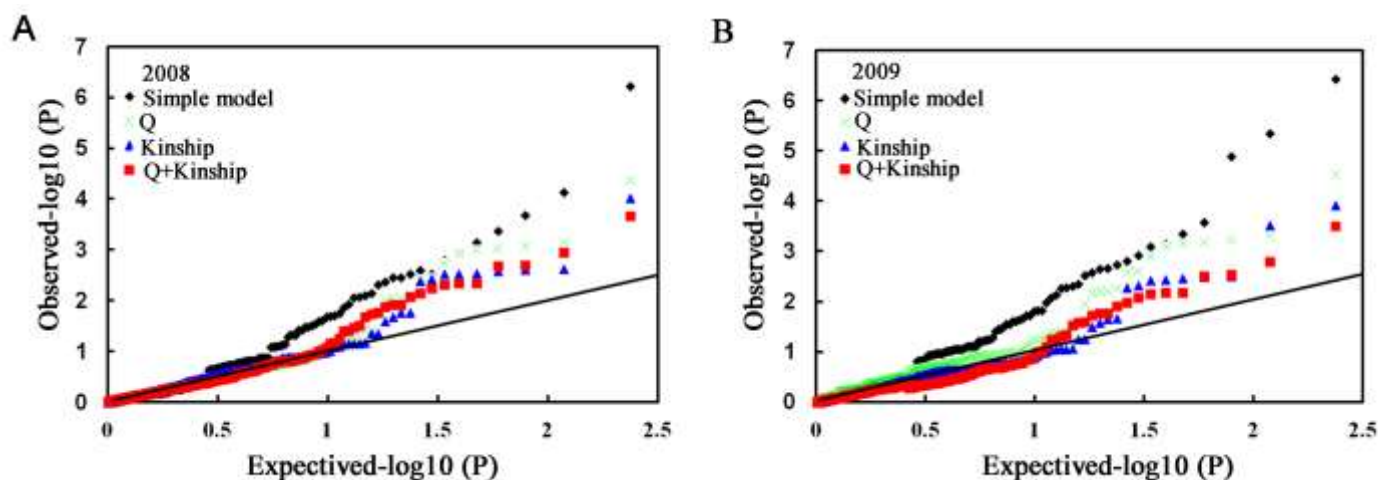 A
2008
Simple model
Q
Kinship
Q+Kinship
7
6
5
4
3
2
1
0
0
0.5
1
1.5
2
2.5
Observed-log10 (P)
Expectived-log10 (P)
B
2009
Simple model
Q
Kinship
Q+Kinship
7
6
5
4
3
2
1
0
0
0.5
1
1.5
2
2.5
Observed-log10 (P)
Expectived-log10 (P)